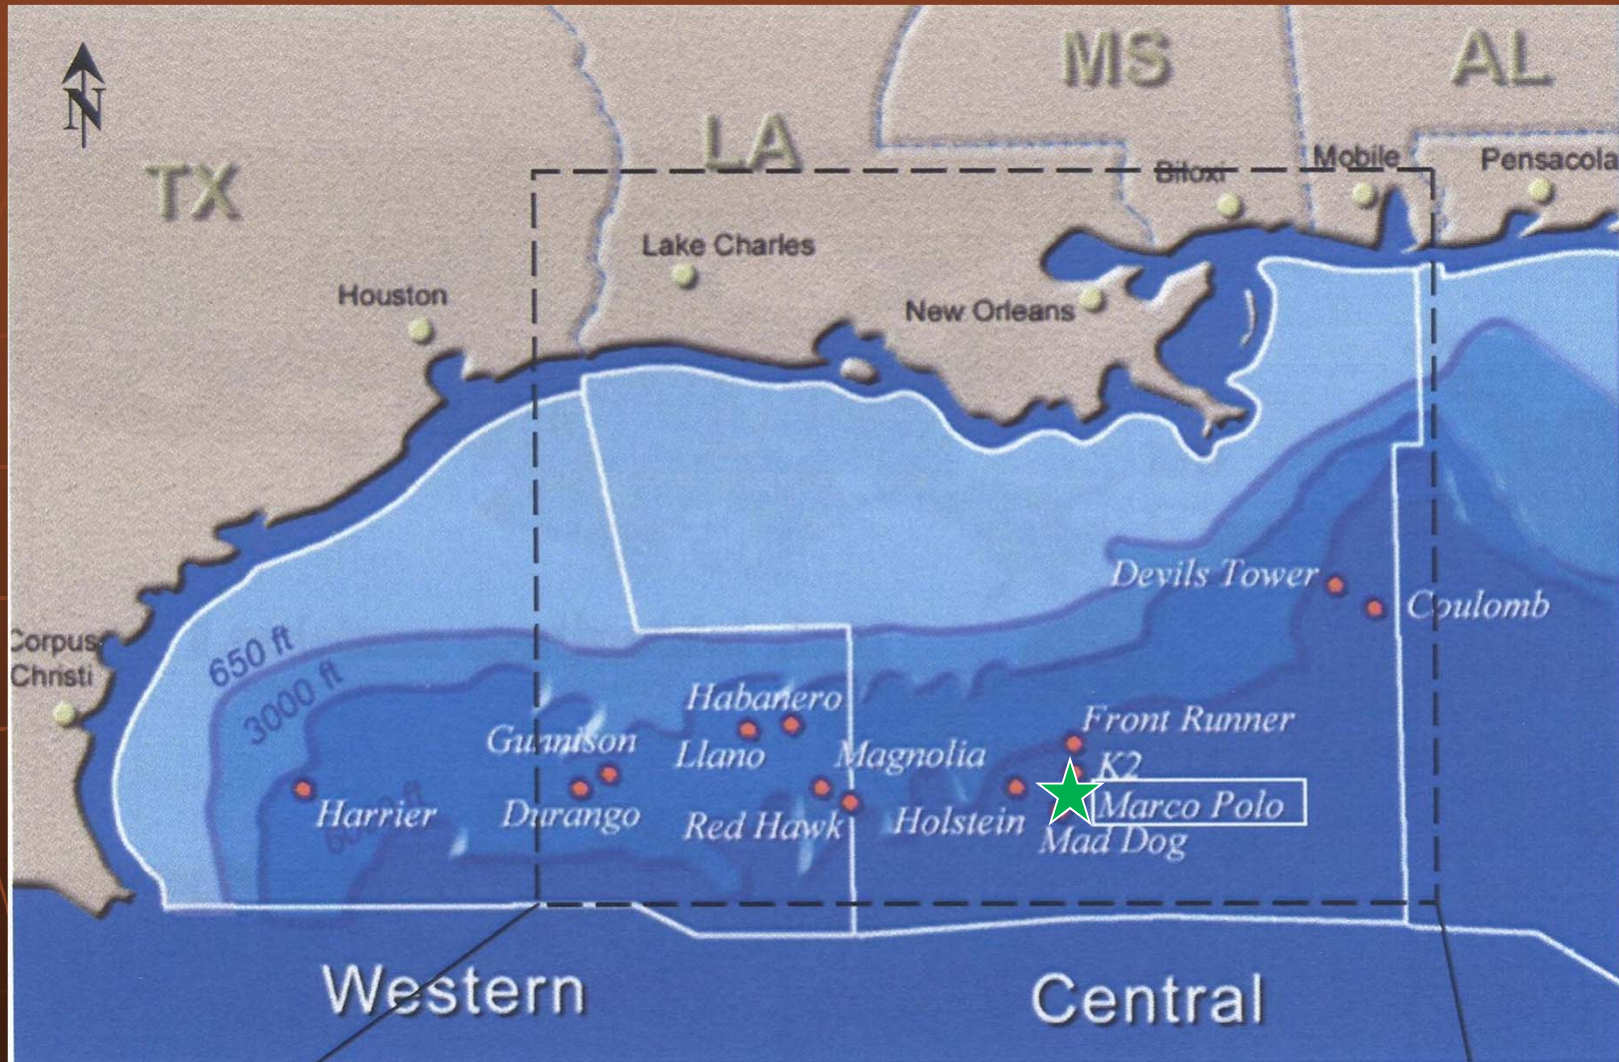 MS
AL
N
LA
TX
Biloxi
Mobile
Pensacola
Lake Charles
Houston
New Orleans
Devils Tower
Coulomb
Corpus
Christi
650 ft
3000 ft
Habanero
Front Runner
Gunnison
Llano
Magnolia
K2
Harrier
Durango
Red Hawk
Holstein
Marco Polo
Mad Dog
Western
Central